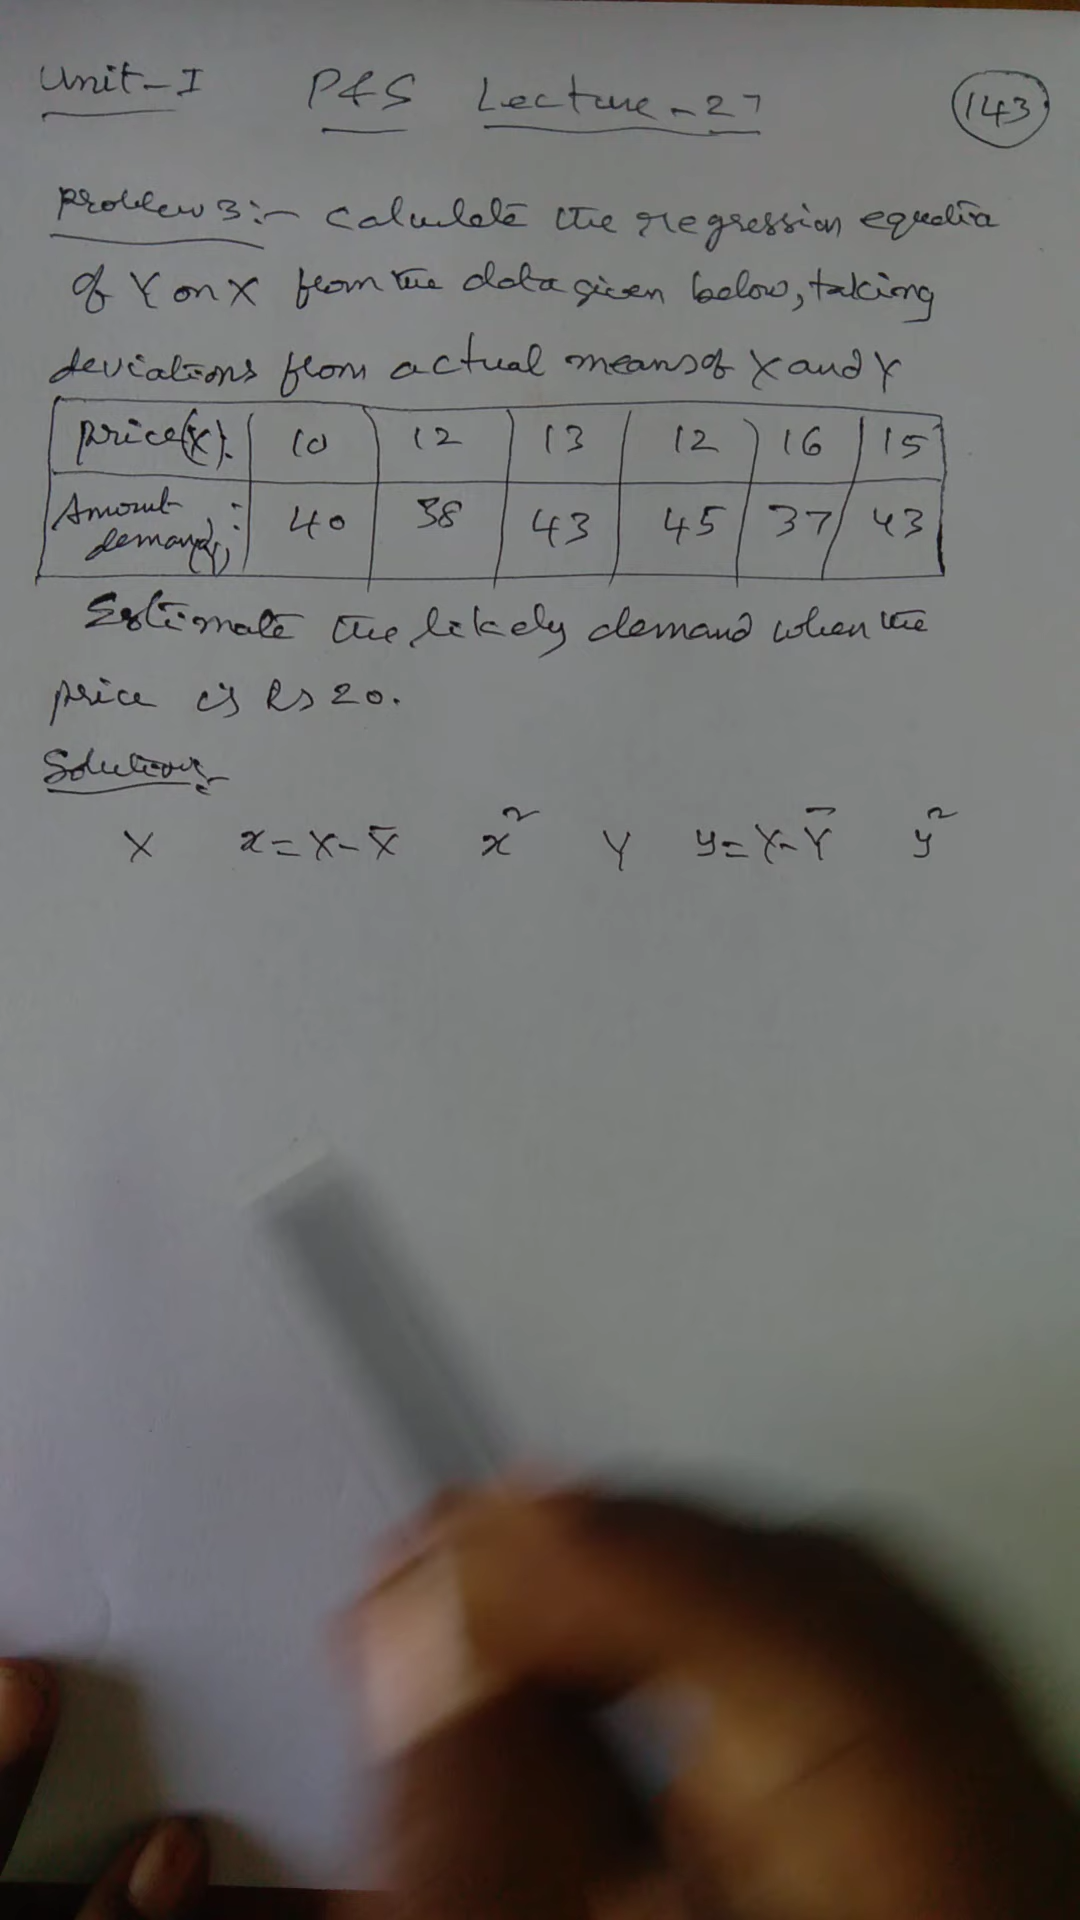 Unit-I P&S Lecture-27 143
Problem 3:- Calculate the regression equation
of Y on X from the data given below, taking
deviations from actual means of X and Y
Price(X): 10 12 13 12 16 15
Amount demand(Y): 40 38 43 45 37 43
Estimate the likely demand when the
price is Rs 20.
Solution:-
X x=X-X̄ x² Y y=Y-Ȳ y²